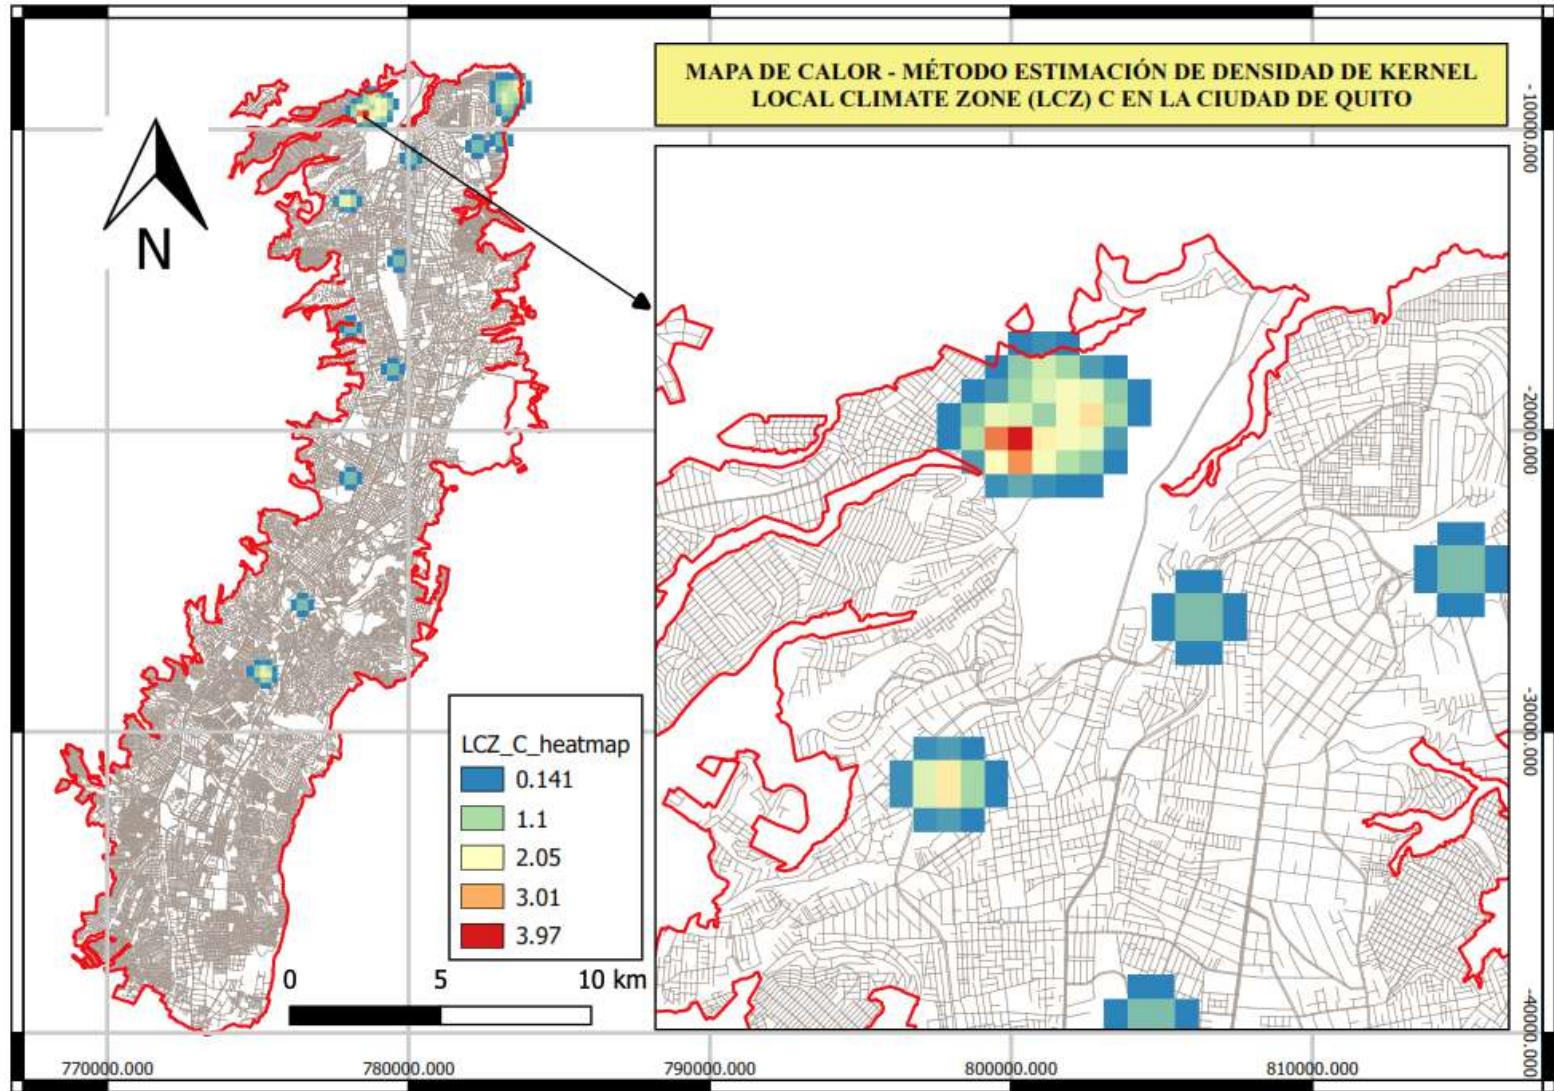 MAPA DE CALOR - MÉTODO ESTIMACIÓN DE DENSIDAD DE KERNEL
LOCAL CLIMATE ZONE (LCZ) C EN LA CIUDAD DE QUITO
N
LCZ_C_heatmap
0.141
1.1
2.05
3.01
3.97
0 5 10 km
770000.000 780000.000 790000.000 800000.000 810000.000
-10000.000
-20000.000
-30000.000
-40000.000